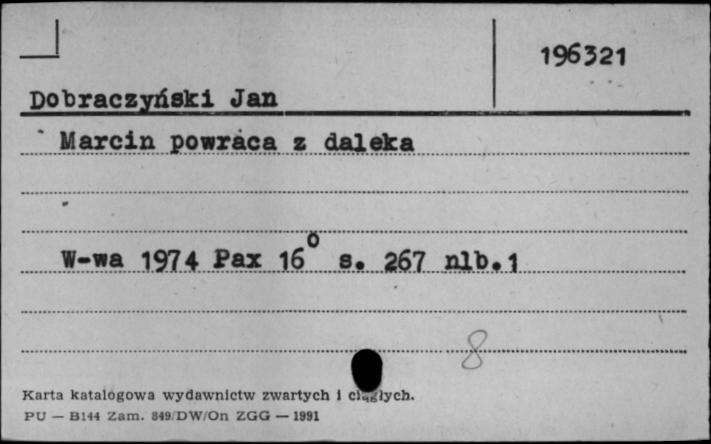 196321
Dobraczyński Jan
Marcin powraca z daleka
W-wa 1974 Pax 16° s. 267 nlb.1
8
Karta katalogowa wydawnictw zwartych i ciągłych.
PU — B144 Zam. 849/DW/On ZGG — 1991